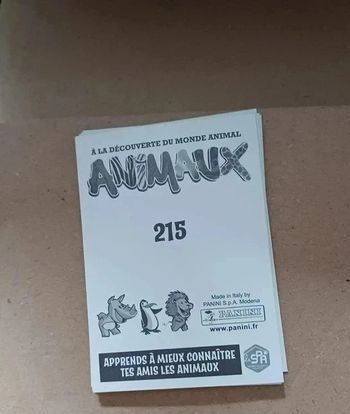 À LA DÉCOUVERTE DU MONDE ANIMAL
ANIMAUX
215
Made in Italy by
PANINI S.p.A. Modena
PANINI
www.panini.fr
APPRENDS À MIEUX CONNAÎTRE
TES AMIS LES ANIMAUX
SPA